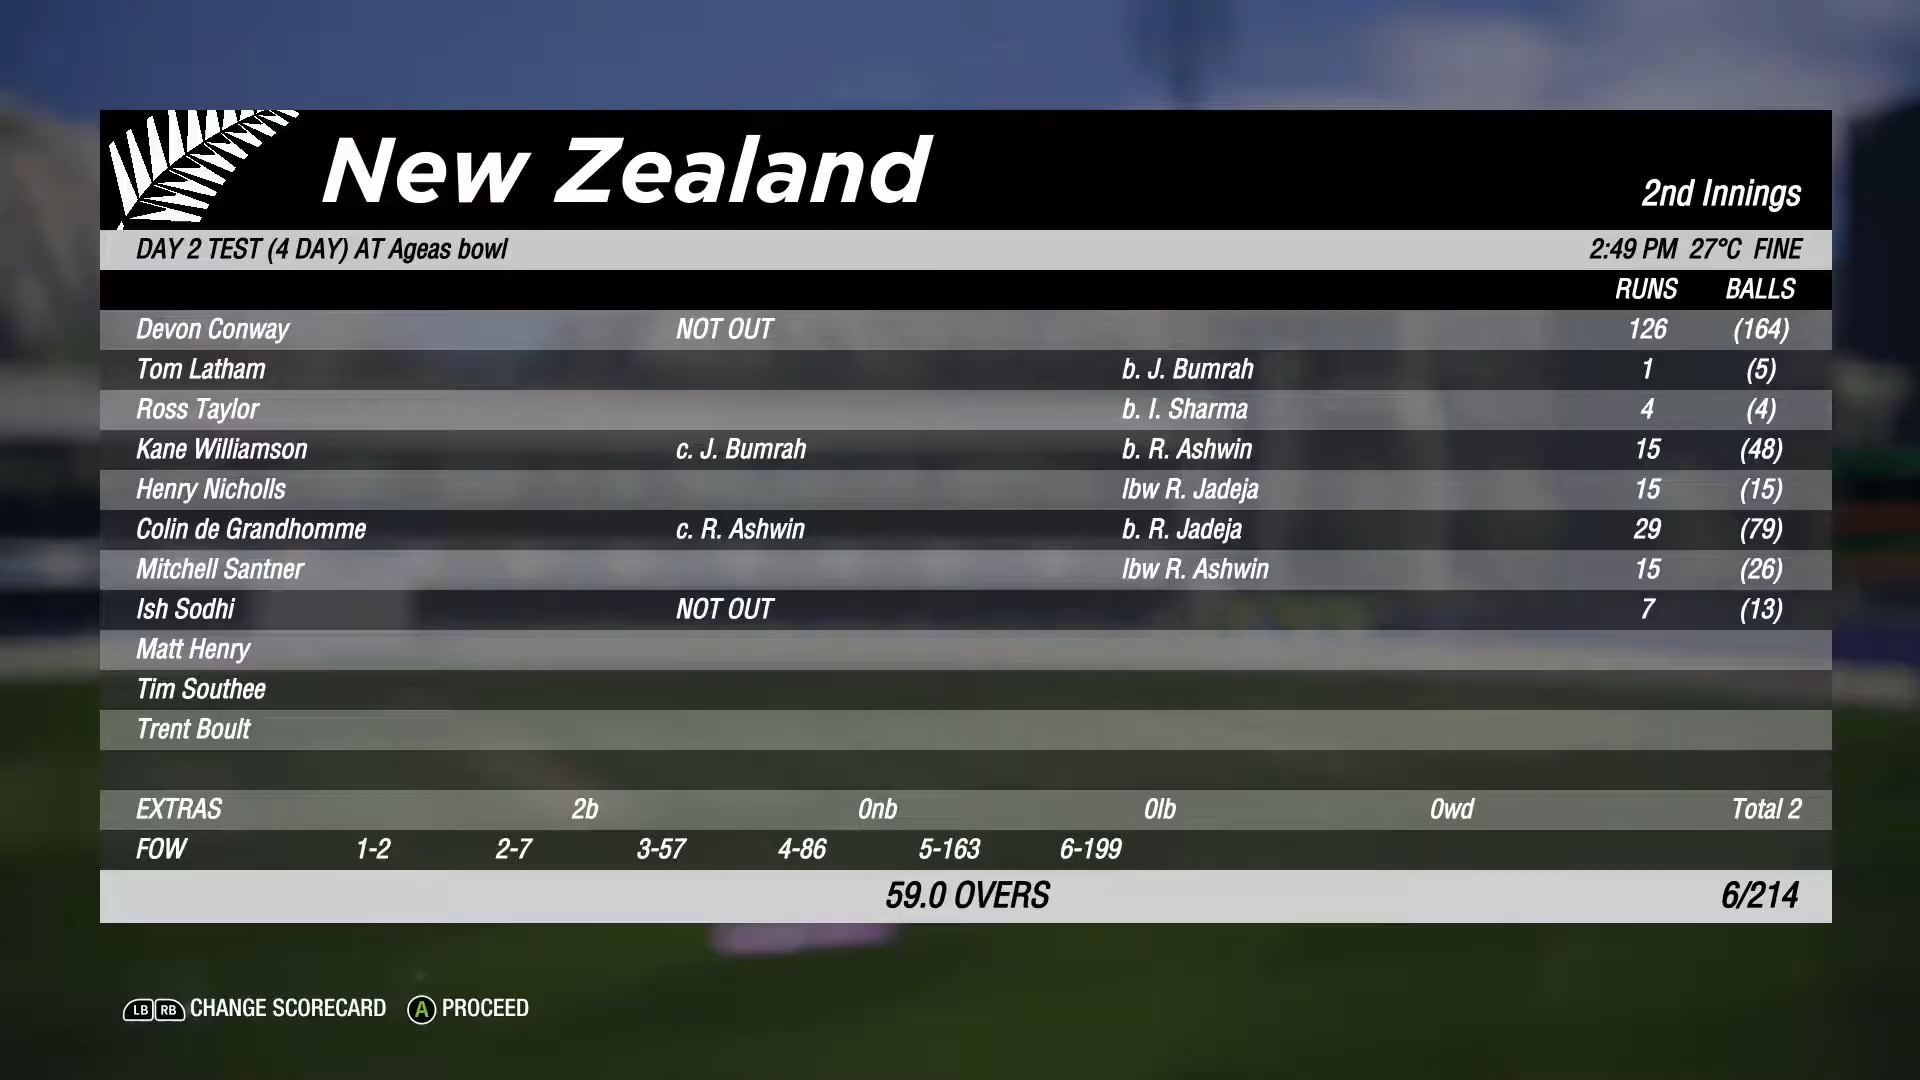 New Zealand
2nd Innings
DAY 2 TEST (4 DAY) AT Ageas bowl 2:49 PM 27°C FINE
RUNS BALLS
Devon Conway NOT OUT 126 (164)
Tom Latham b. J. Bumrah 1 (5)
Ross Taylor b. I. Sharma 4 (4)
Kane Williamson c. J. Bumrah b. R. Ashwin 15 (48)
Henry Nicholls lbw R. Jadeja 15 (15)
Colin de Grandhomme c. R. Ashwin b. R. Jadeja 29 (79)
Mitchell Santner lbw R. Ashwin 15 (26)
Ish Sodhi NOT OUT 7 (13)
Matt Henry
Tim Southee
Trent Boult
EXTRAS 2b 0nb 0lb 0wd Total 2
FOW 1-2 2-7 3-57 4-86 5-163 6-199
59.0 OVERS 6/214
LB RB CHANGE SCORECARD A PROCEED